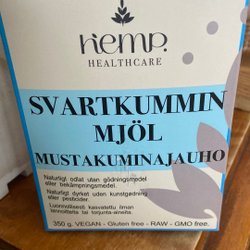 hemp.
HEALTHCARE
SVARTKUMMIN
MJÖL
MUSTAKUMINAJAUHO
Naturligt odlat utan gödningsmedel
eller bekämpningsmedel.
Naturligt dyrket uden kunstgødning
eller pesticider.
Luonnollisesti kasvatettu ilman
lannoitteita tai torjunta-aineita.
350 g. VEGAN - Gluten free - RAW - GMO free.